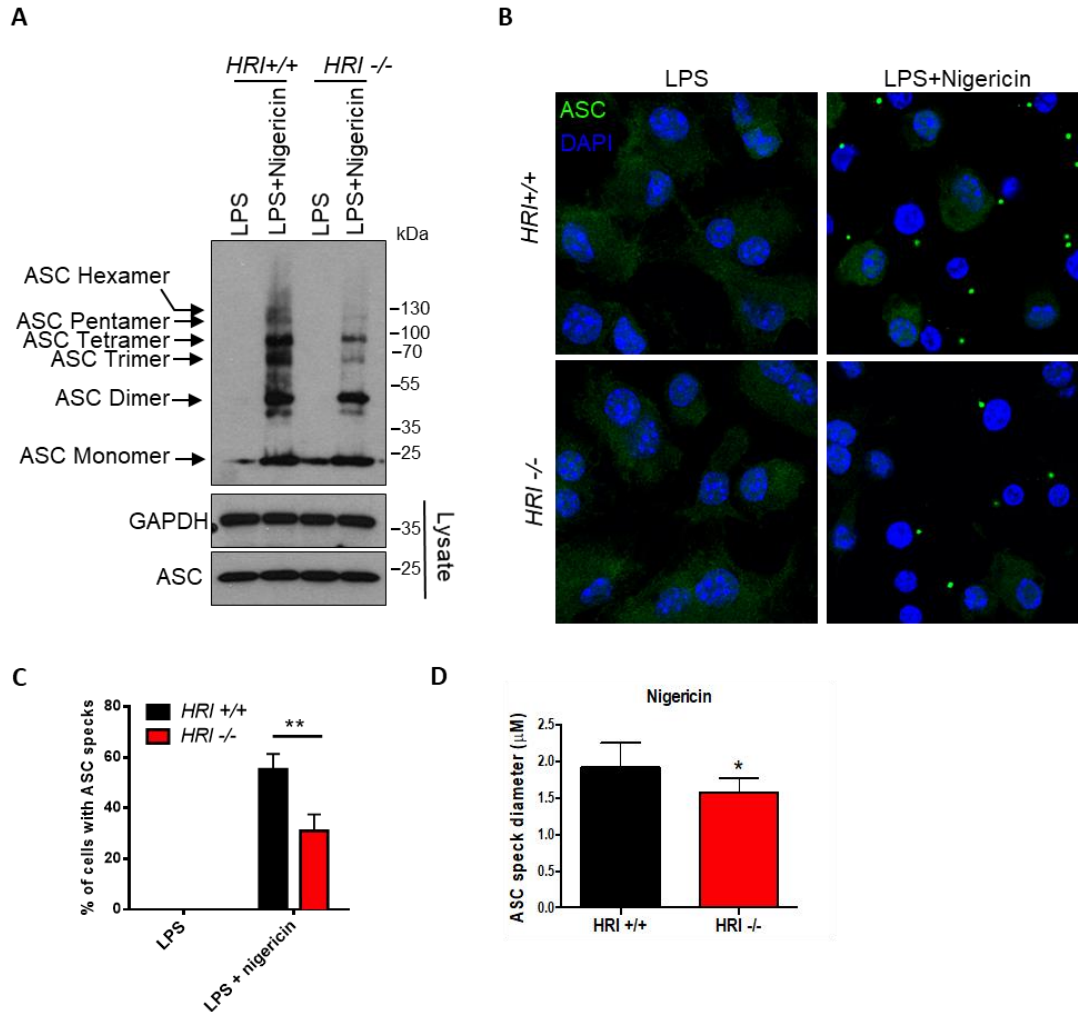 A
HRI+/+ HRI -/-
LPS
LPS+Nigericin
LPS
LPS+Nigericin
kDa
ASC Hexamer
ASC Pentamer
ASC Tetramer
ASC Trimer
ASC Dimer
ASC Monomer
–130
–100
–70
–55
–35
–25
GAPDH
–35
ASC
–25
Lysate
B
LPS LPS+Nigericin
ASC
DAPI
HRI+/+
HRI -/-
C
% of cells with ASC specks
80
60
40
20
0
HRI +/+
HRI -/-
**
LPS
LPS + nigericin
D
Nigericin
ASC speck diameter (μM)
2.5
2.0
1.5
1.0
0.5
0.0
*
HRI +/+ HRI -/-